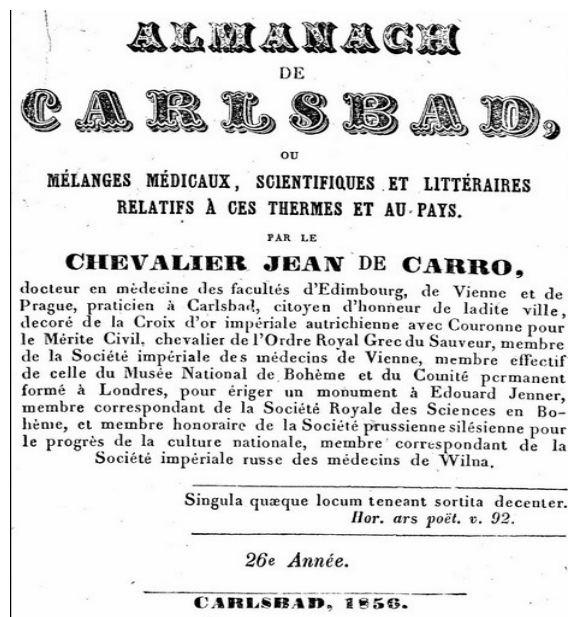 ALMANACH
DE
CARLSBAD,
OU
MÉLANGES MÉDICAUX, SCIENTIFIQUES ET LITTÉRAIRES
RELATIFS À CES THERMES ET AU PAYS.
PAR LE
CHEVALIER JEAN DE CARRO,
docteur en médecine des facultés d'Edimbourg, de Vienne et de
Prague, praticien à Carlsbad, citoyen d'honneur de ladite ville,
decoré de la Croix d'or impériale autrichienne avec Couronne pour
le Mérite Civil, chevalier de l'Ordre Royal Grec du Sauveur, membre
de la Société impériale des médecins de Vienne, membre effectif
de celle du Musée National de Bohème et du Comité permanent
formé à Londres, pour ériger un monument à Edouard Jenner,
membre correspondant de la Société Royale des Sciences en Bo-
hème, et membre honoraire de la Société prussienne silésienne pour
le progrès de la culture nationale, membre correspondant de la
Société impériale russe des médecins de Wilna.
Singula quæque locum teneant sortita decenter.
Hor. ars poët. v. 92.
26e Année.
CARLSBAD, 1856.